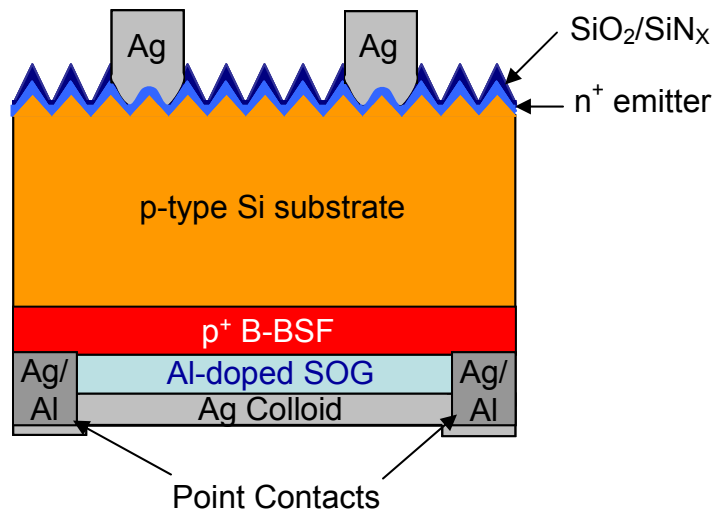 Ag Ag
SiO₂/SiNₓ
n⁺ emitter
p-type Si substrate
p⁺ B-BSF
Ag/
Al
Al-doped SOG
Ag Colloid
Ag/
Al
Point Contacts